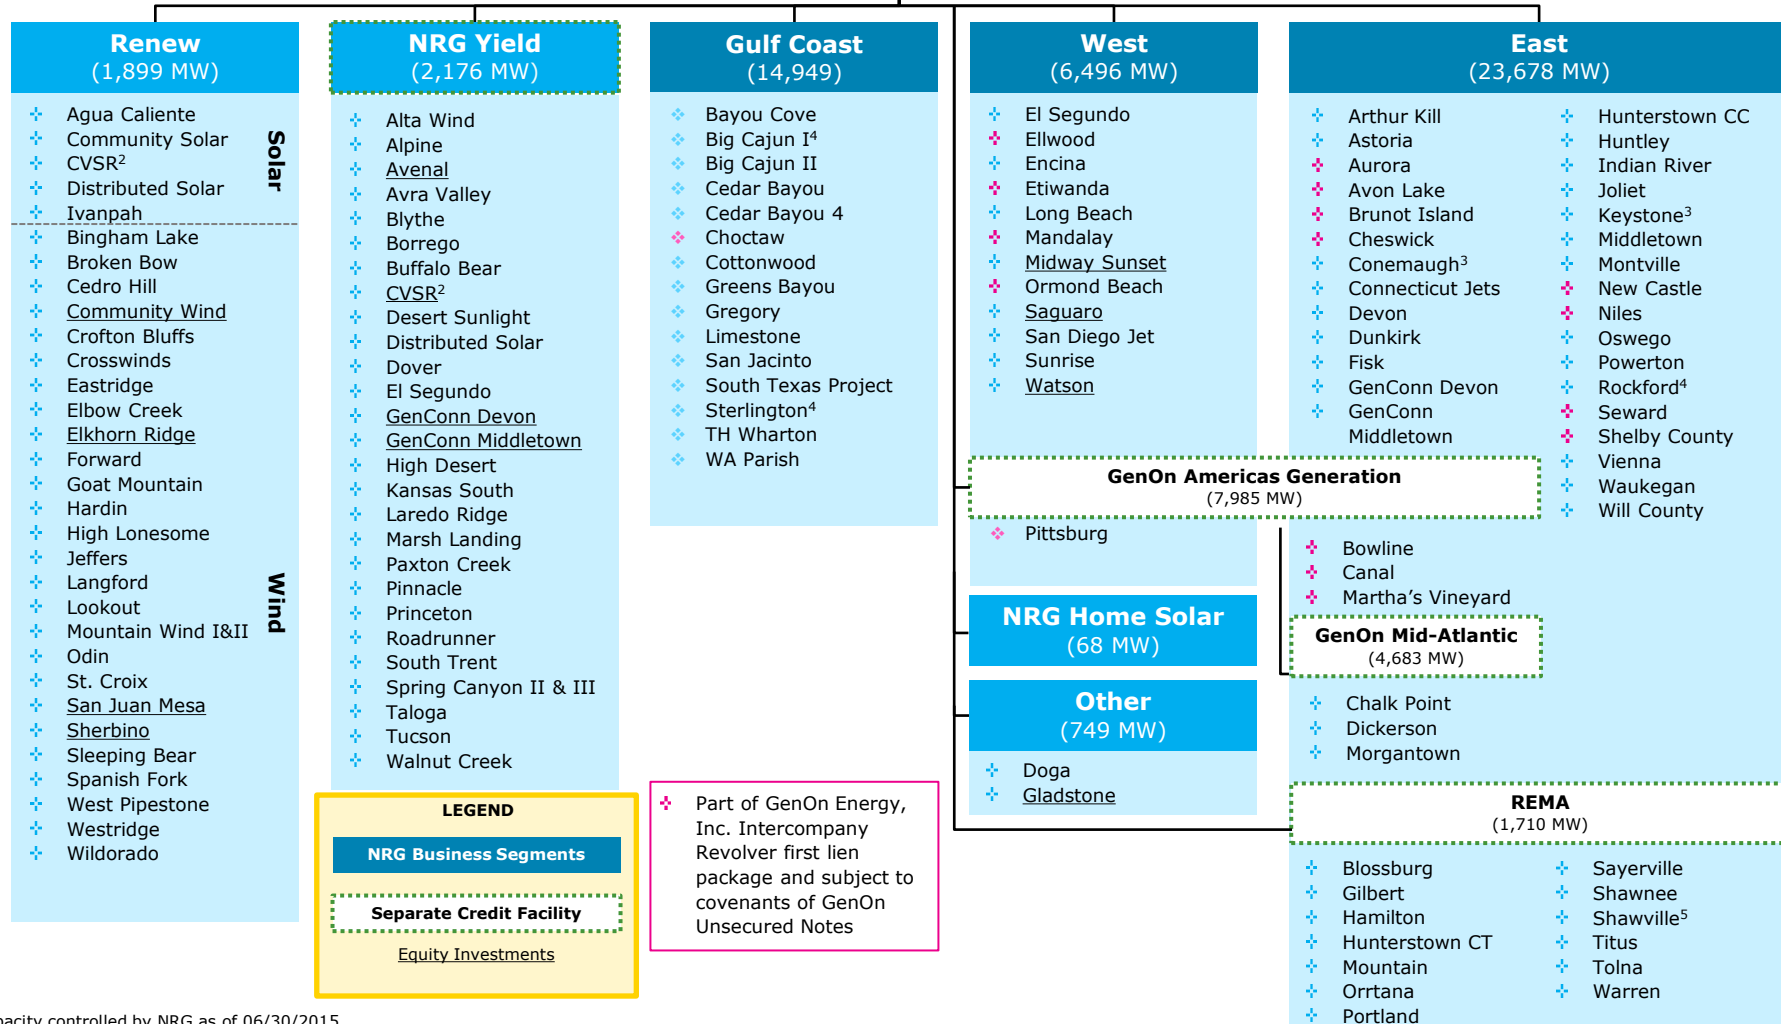 Renew
(1,899 MW)
Agua Caliente
Community Solar
CVSR²
Distributed Solar
Ivanpah
Solar
Bingham Lake
Broken Bow
Cedro Hill
Community Wind
Crofton Bluffs
Crosswinds
Eastridge
Elbow Creek
Elkhorn Ridge
Forward
Goat Mountain
Hardin
High Lonesome
Jeffers
Langford
Lookout
Mountain Wind I&II
Odin
St. Croix
San Juan Mesa
Sherbino
Sleeping Bear
Spanish Fork
West Pipestone
Westridge
Wildorado
Wind
NRG Yield
(2,176 MW)
Alta Wind
Alpine
Avenal
Avra Valley
Blythe
Borrego
Buffalo Bear
CVSR²
Desert Sunlight
Distributed Solar
Dover
El Segundo
GenConn Devon
GenConn Middletown
High Desert
Kansas South
Laredo Ridge
Marsh Landing
Paxton Creek
Pinnacle
Princeton
Roadrunner
South Trent
Spring Canyon II & III
Taloga
Tucson
Walnut Creek
LEGEND
NRG Business Segments
Separate Credit Facility
Equity Investments
Gulf Coast
(14,949)
Bayou Cove
Big Cajun I⁴
Big Cajun II
Cedar Bayou
Cedar Bayou 4
Choctaw
Cottonwood
Greens Bayou
Gregory
Limestone
San Jacinto
South Texas Project
Sterlington⁴
TH Wharton
WA Parish
Part of GenOn Energy,
Inc. Intercompany
Revolver first lien
package and subject to
covenants of GenOn
Unsecured Notes
West
(6,496 MW)
El Segundo
Ellwood
Encina
Etiwanda
Long Beach
Mandalay
Midway Sunset
Ormond Beach
Saguaro
San Diego Jet
Sunrise
Watson
GenOn Americas Generation
(7,985 MW)
Pittsburg
NRG Home Solar
(68 MW)
Other
(749 MW)
Doga
Gladstone
East
(23,678 MW)
Arthur Kill
Astoria
Aurora
Avon Lake
Brunot Island
Cheswick
Conemaugh³
Connecticut Jets
Devon
Dunkirk
Fisk
GenConn Devon
GenConn
Middletown
Hunterstown CC
Huntley
Indian River
Joliet
Keystone³
Middletown
Montville
New Castle
Niles
Oswego
Powerton
Rockford⁴
Seward
Shelby County
Vienna
Waukegan
Will County
Bowline
Canal
Martha's Vineyard
GenOn Mid-Atlantic
(4,683 MW)
Chalk Point
Dickerson
Morgantown
REMA
(1,710 MW)
Blossburg
Gilbert
Hamilton
Hunterstown CT
Mountain
Orrtana
Portland
Sayerville
Shawnee
Shawville⁵
Titus
Tolna
Warren
controlled by NRG as of 06/30/2015